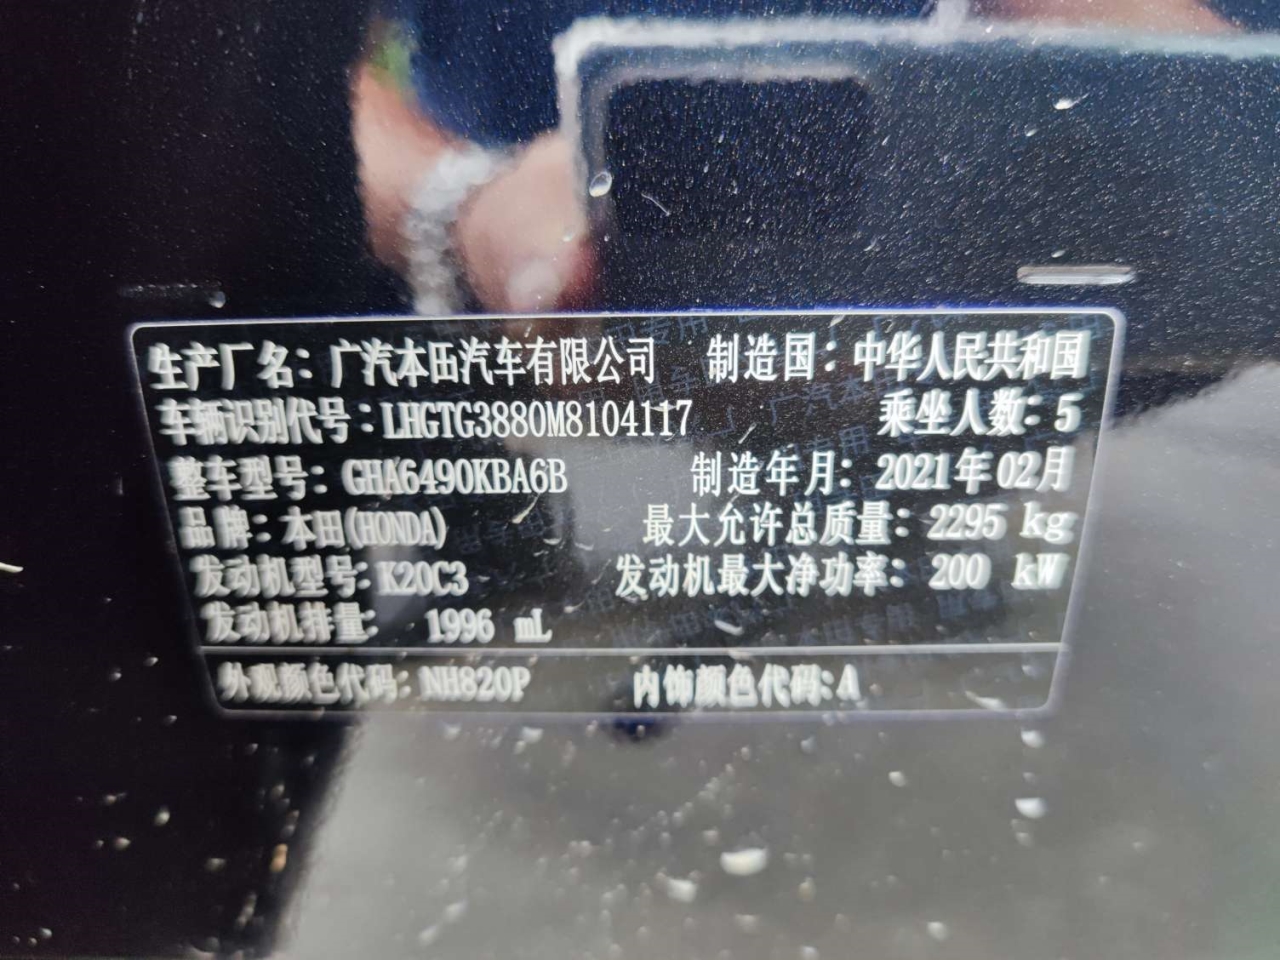 生产厂名：广汽本田汽车有限公司 制造国：中华人民共和国
车辆识别代号：LHGTG3880M8104117 乘坐人数：5
整车型号：GHA6490KBA6B 制造年月：2021年02月
品牌：本田(HONDA) 最大允许总质量：2295 kg
发动机型号：K20C3 发动机最大净功率：200 kW
发动机排量： 1996 mL
外观颜色代码：NH820P 内饰颜色代码：A